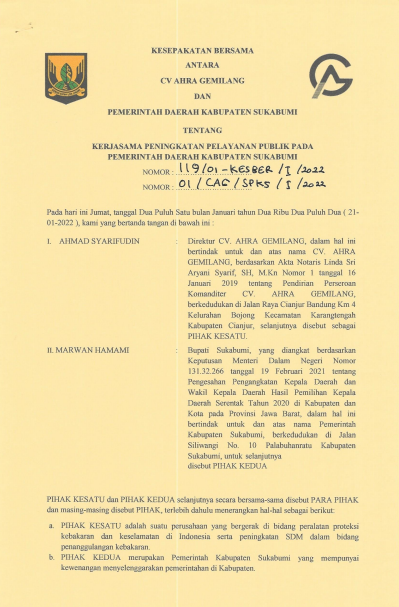 KESEPAKATAN BERSAMA
ANTARA
CV AHRA GEMILANG
DAN
PEMERINTAH DAERAH KABUPATEN SUKABUMI
TENTANG
KERJASAMA PENINGKATAN PELAYANAN PUBLIK PADA
PEMERINTAH DAERAH KABUPATEN SUKABUMI
NOMOR : 119/01-KESBER/I/2022
NOMOR : 01/CAG/SPKS/I/2022
Pada hari ini Jumat, tanggal Dua Puluh Satu bulan Januari tahun Dua Ribu Dua Puluh Dua ( 21-
01-2022 ), kami yang bertanda tangan di bawah ini :
I. AHMAD SYARIFUDIN : Direktur CV. AHRA GEMILANG, dalam hal ini
bertindak untuk dan atas nama CV. AHRA
GEMILANG, berdasarkan Akta Notaris Linda Sri
Aryani Syarif, SH, M.Kn Nomor 1 tanggal 16
Januari 2019 tentang Pendirian Perseroan
Komanditer CV. AHRA GEMILANG,
berkedudukan di Jalan Raya Cianjur Bandung Km 4
Kelurahan Bojong Kecamatan Karangtengah
Kabupaten Cianjur, selanjutnya disebut sebagai
PIHAK KESATU.
II. MARWAN HAMAMI : Bupati Sukabumi, yang diangkat berdasarkan
Keputusan Menteri Dalam Negeri Nomor
131.32.266 tanggal 19 Februari 2021 tentang
Pengesahan Pengangkatan Kepala Daerah dan
Wakil Kepala Daerah Hasil Pemilihan Kepala
Daerah Serentak Tahun 2020 di Kabupaten dan
Kota pada Provinsi Jawa Barat, dalam hal ini
bertindak untuk dan atas nama Pemerintah
Kabupaten Sukabumi, berkedudukan di Jalan
Siliwangi No. 10 Palabuhanratu Kabupaten
Sukabumi, untuk selanjutnya
disebut PIHAK KEDUA
PIHAK KESATU dan PIHAK KEDUA selanjutnya secara bersama-sama disebut PARA PIHAK
dan masing-masing disebut PIHAK, terlebih dahulu menerangkan hal-hal sebagai berikut:
a. PIHAK KESATU adalah suatu perusahaan yang bergerak di bidang peralatan proteksi
kebakaran dan keselamatan di Indonesia serta peningkatan SDM dalam bidang
penanggulangan kebakaran.
b. PIHAK KEDUA merupakan Pemerintah Kabupaten Sukabumi yang mempunyai
kewenangan menyelenggarakan pemerintahan di Kabupaten.